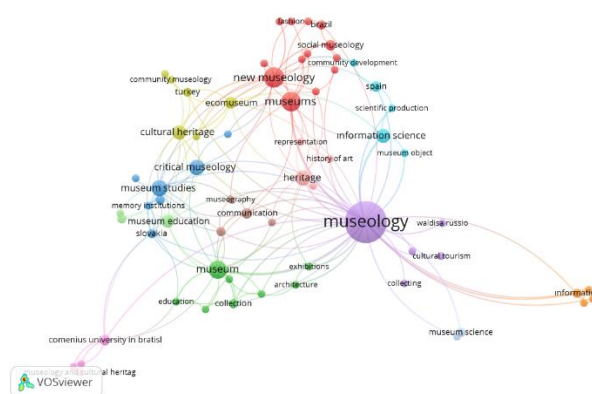 fashion
brazil
social museology
community development
new museology
community museology
spain
turkey
museums
ecomuseum
scientific production
cultural heritage
information science
representation
museum object
history of art
critical museology
heritage
museum studies
museography
memory institutions
communication
museology
museum education
waldisa russio
slovakia
cultural tourism
museum
exhibitions
architecture
collecting
informati
education
collection
museum science
comenius university in bratisl
museology and cultural heritag
VOSviewer